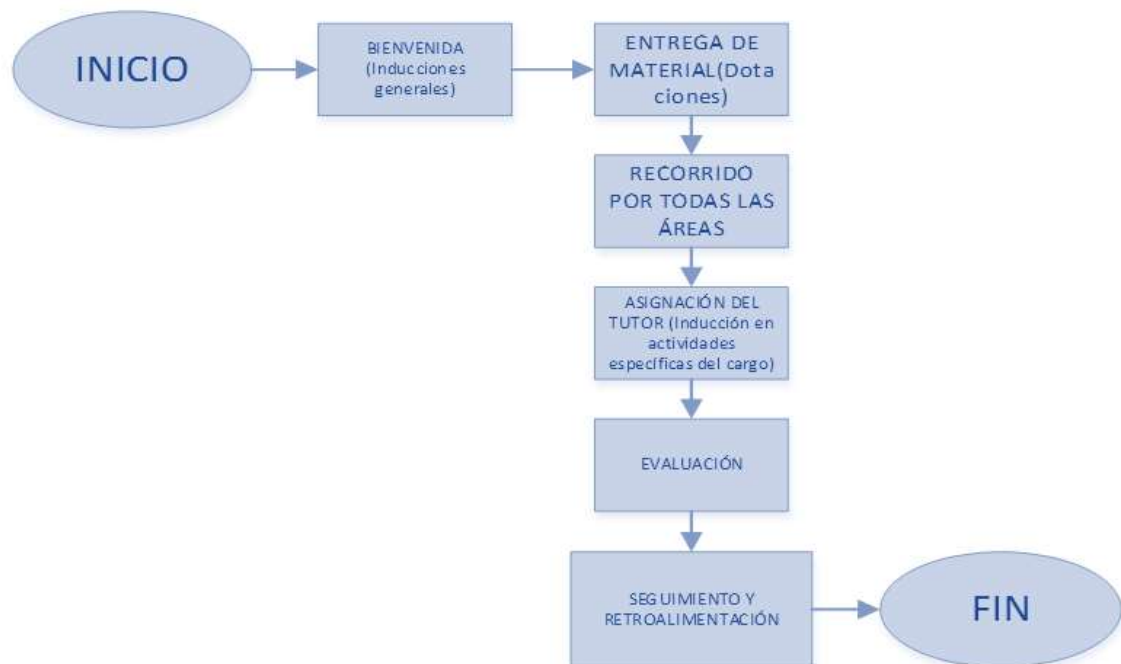 INICIO
BIENVENIDA
(Inducciones
generales)
ENTREGA DE
MATERIAL(Dota
ciones)
RECORRIDO
POR TODAS LAS
ÁREAS
ASIGNACIÓN DEL
TUTOR (Inducción en
actividades
específicas del cargo)
EVALUACIÓN
SEGUIMIENTO Y
RETROALIMENTACIÓN
FIN